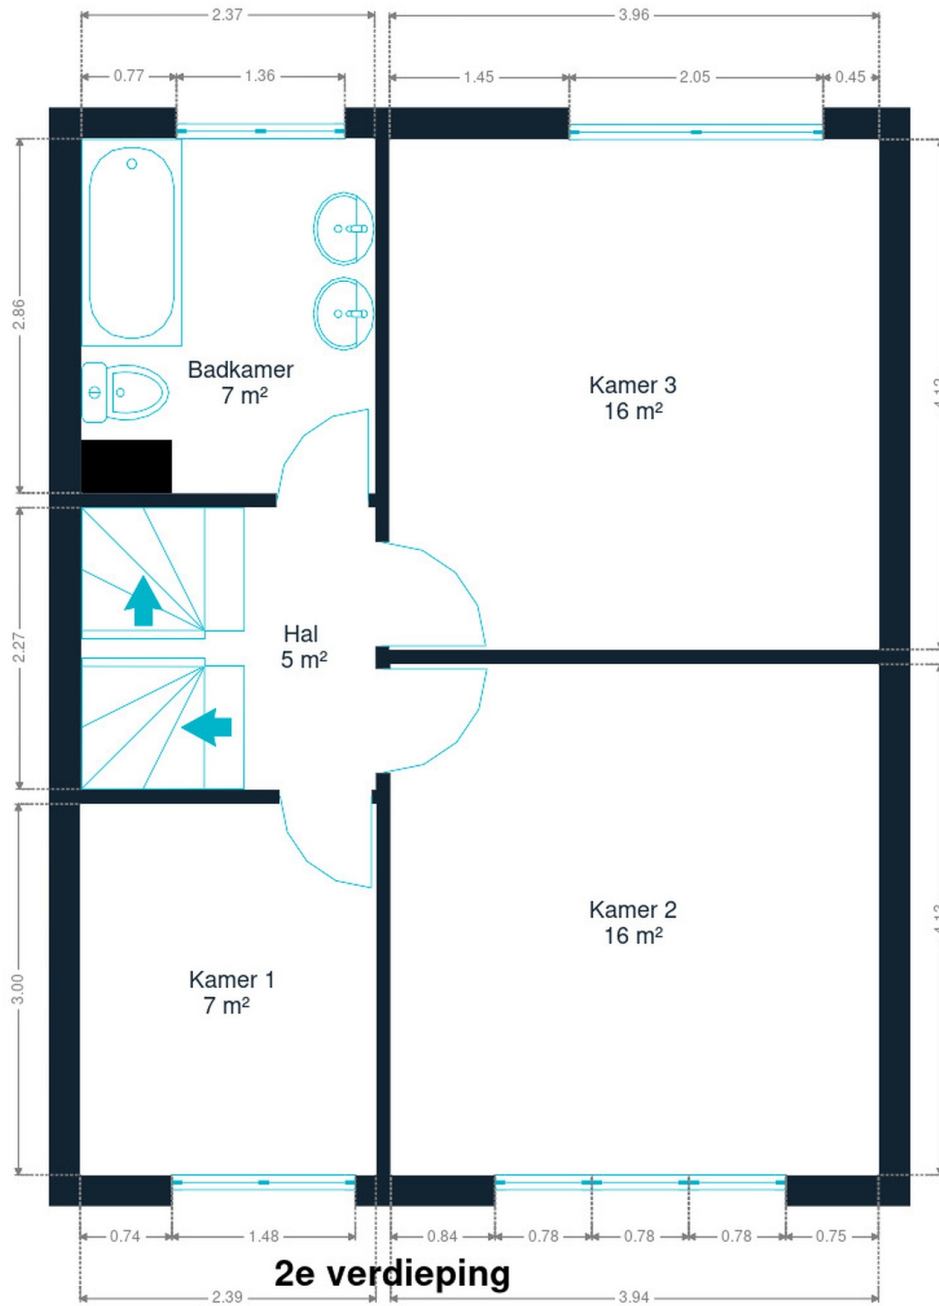 2.37
3.96
0.77
1.36
1.45
2.05
0.45
2.86
Badkamer
7 m²
Kamer 3
16 m²
2.27
Hal
5 m²
Kamer 2
16 m²
Kamer 1
7 m²
3.00
0.74
1.48
0.84
0.78
0.78
0.78
0.75
2e verdieping
2.39
3.94